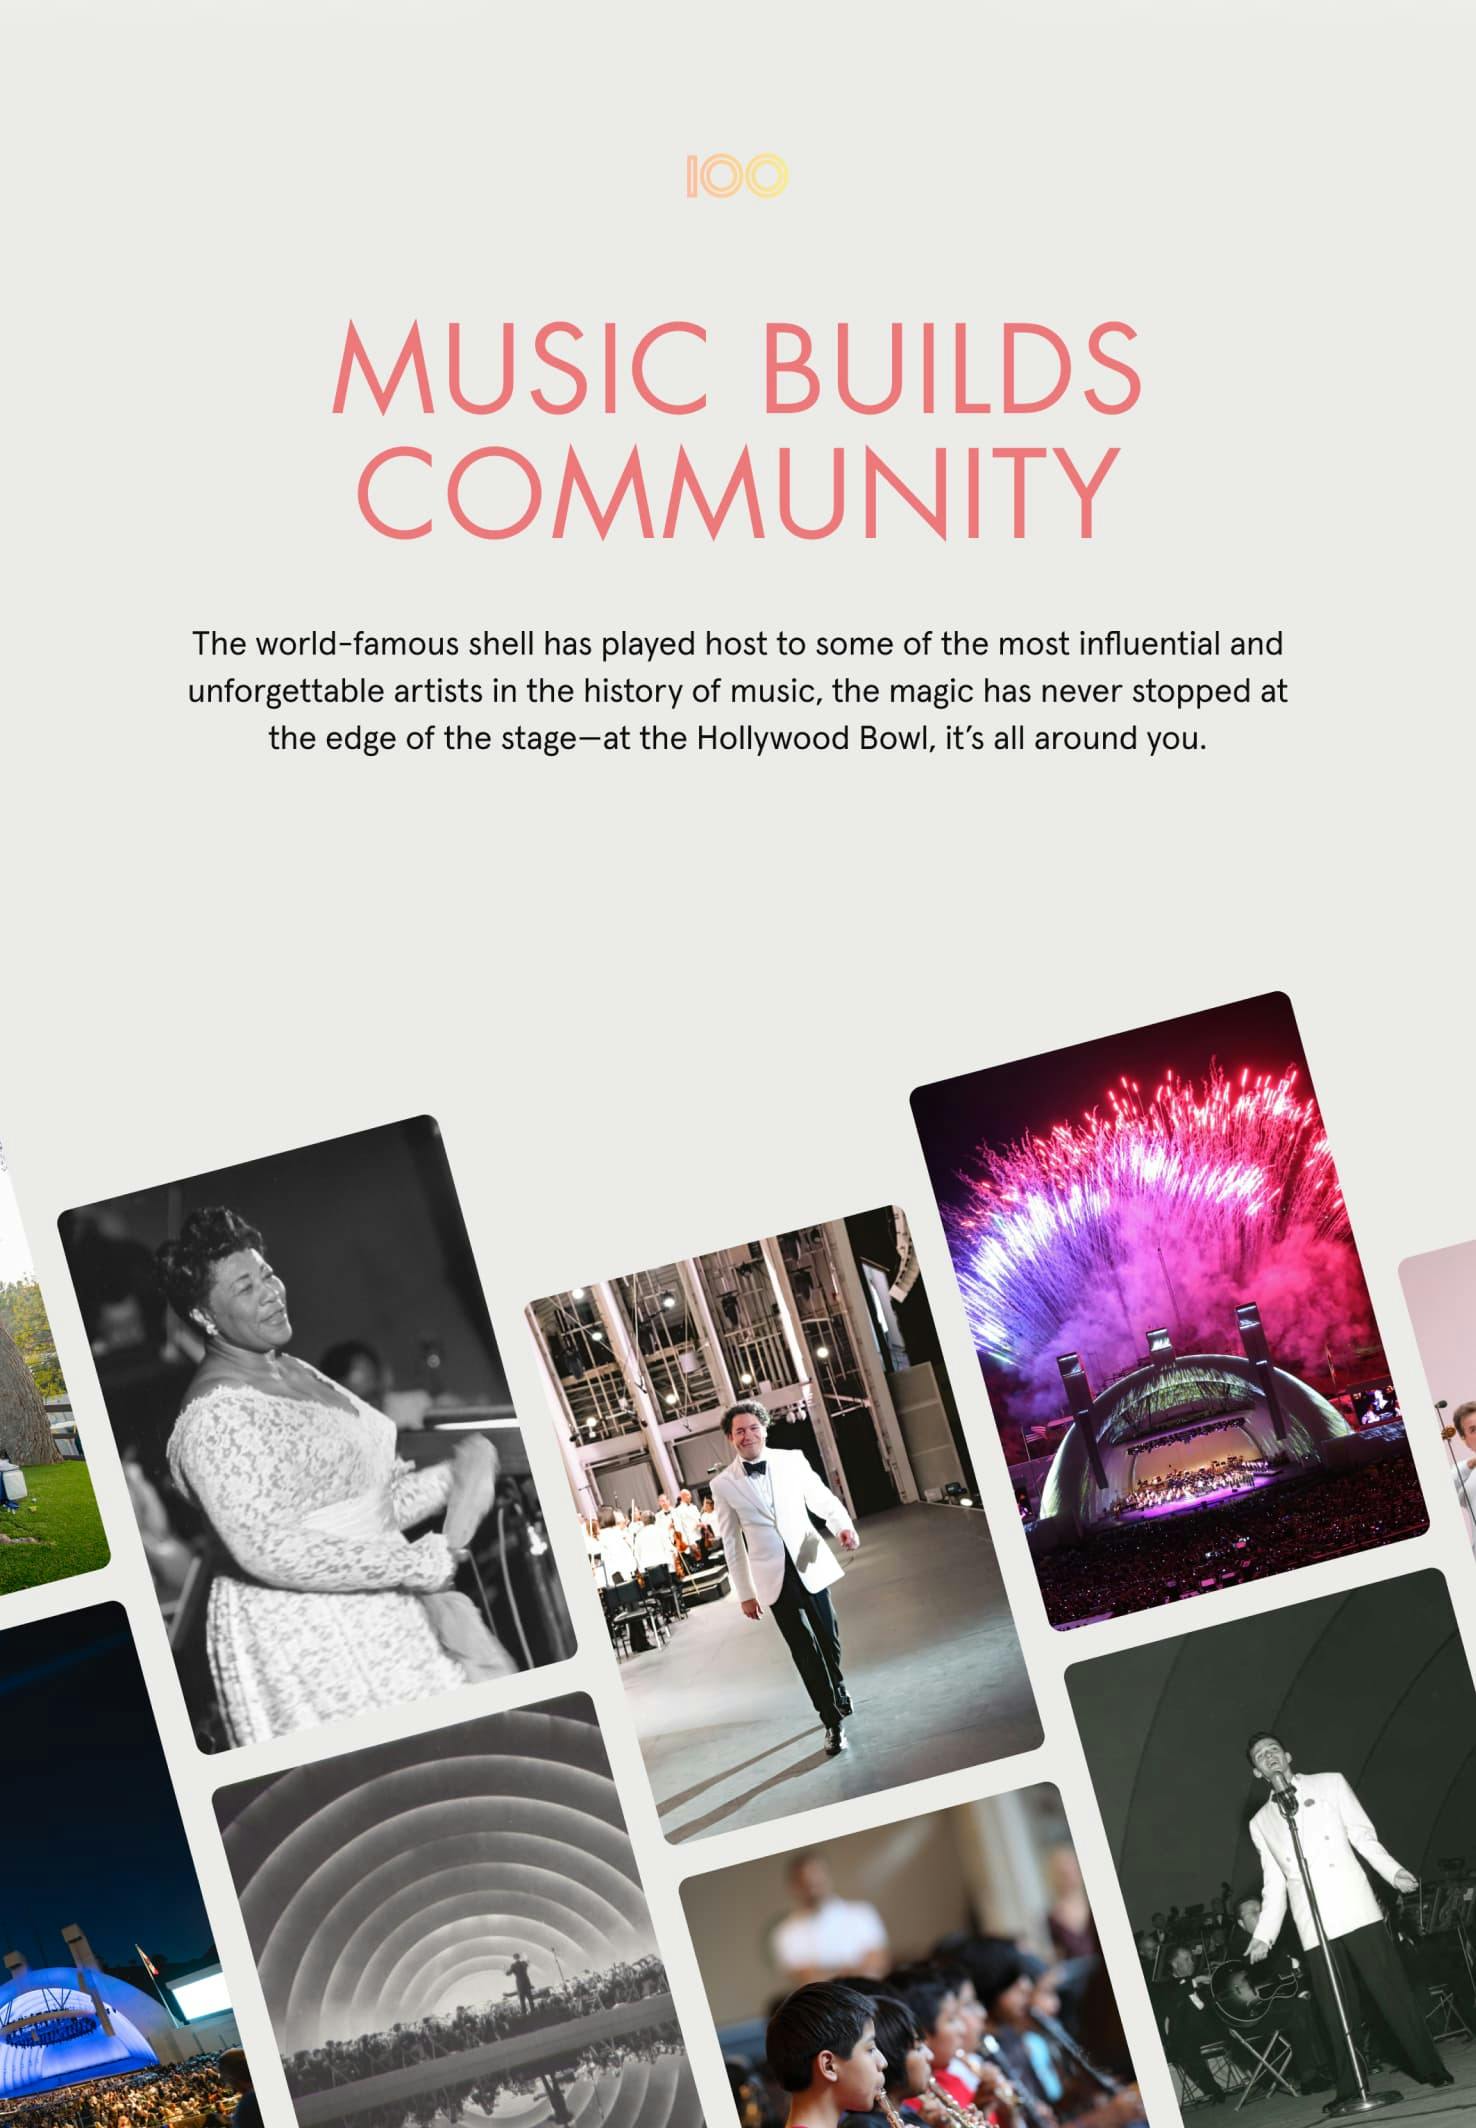 100
MUSIC BUILDS
COMMUNITY
The world-famous shell has played host to some of the most influential and
unforgettable artists in the history of music, the magic has never stopped at
the edge of the stage—at the Hollywood Bowl, it’s all around you.